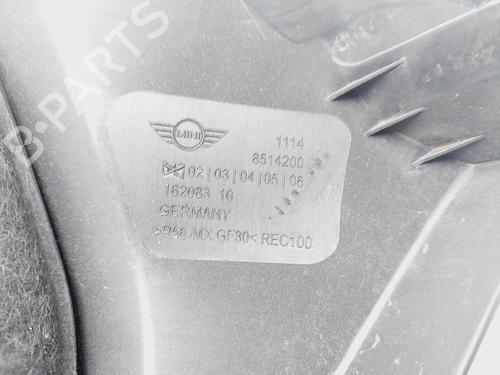 B-PARTS
MINI
1114
8514200
02|03|04|05|06
162083 10
GERMANY
>PA6-MX.GF30< REC100